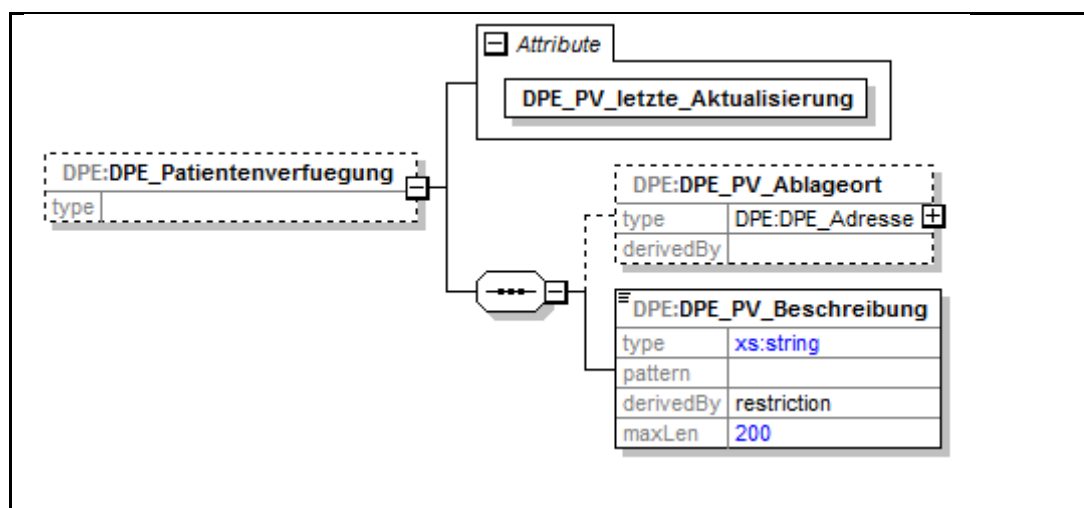 Attribute
DPE_PV_letzte_Aktualisierung
DPE:DPE_Patientenverfuegung
type
DPE:DPE_PV_Ablageort
type DPE:DPE_Adresse
derivedBy
DPE:DPE_PV_Beschreibung
type xs:string
pattern
derivedBy restriction
maxLen 200